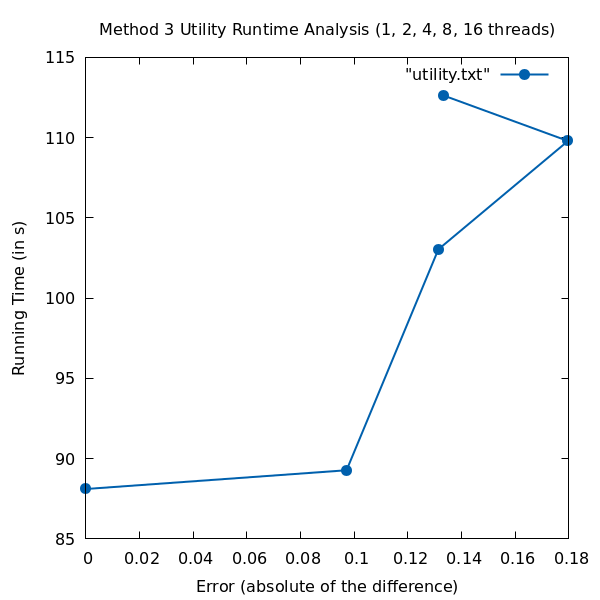 Method 3 Utility Runtime Analysis (1, 2, 4, 8, 16 threads)
"utility.txt"
115
110
105
100
95
90
85
Running Time (in s)
0 0.02 0.04 0.06 0.08 0.1 0.12 0.14 0.16 0.18
Error (absolute of the difference)